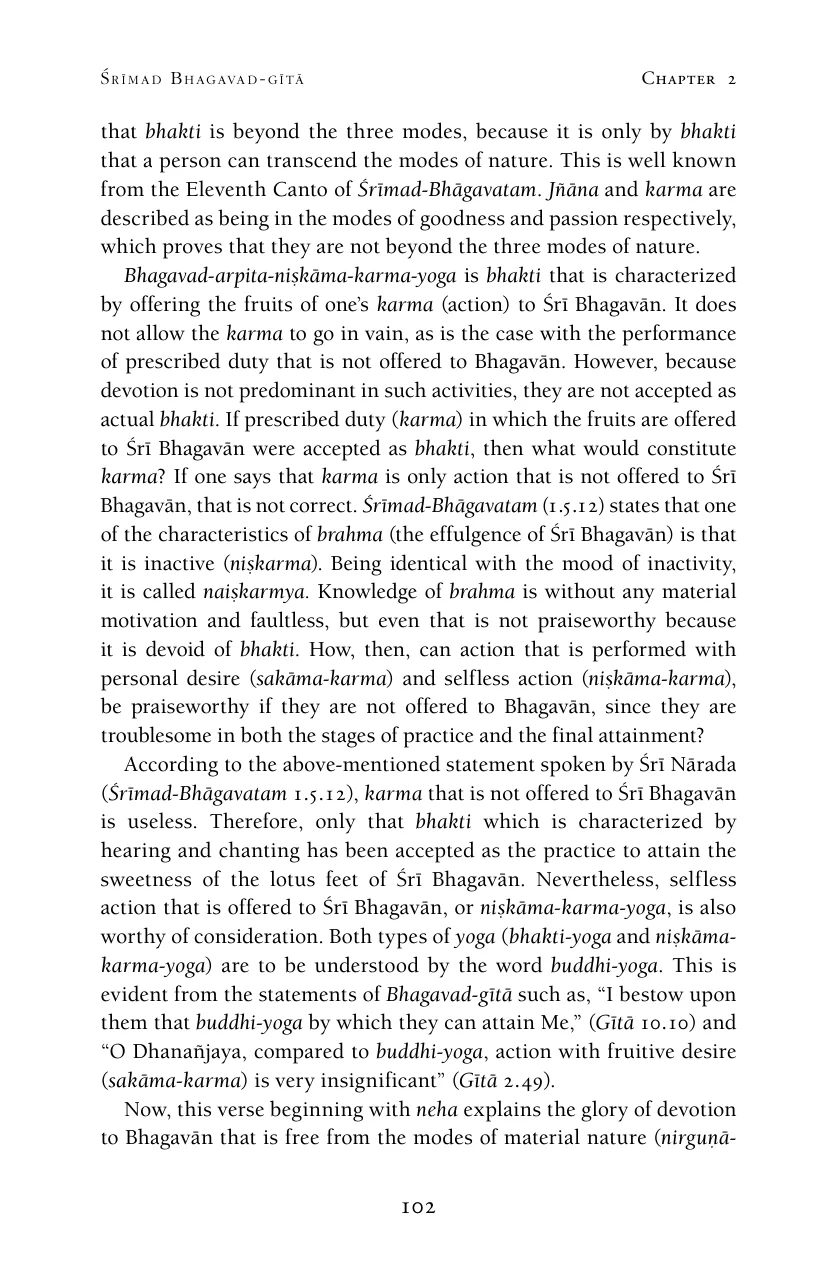 Śrīmad Bhagavad-gītā Chapter 2
that bhakti is beyond the three modes, because it is only by bhakti
that a person can transcend the modes of nature. This is well known
from the Eleventh Canto of Śrīmad-Bhāgavatam. Jñāna and karma are
described as being in the modes of goodness and passion respectively,
which proves that they are not beyond the three modes of nature.
Bhagavad-arpita-niṣkāma-karma-yoga is bhakti that is characterized
by offering the fruits of one’s karma (action) to Śrī Bhagavān. It does
not allow the karma to go in vain, as is the case with the performance
of prescribed duty that is not offered to Bhagavān. However, because
devotion is not predominant in such activities, they are not accepted as
actual bhakti. If prescribed duty (karma) in which the fruits are offered
to Śrī Bhagavān were accepted as bhakti, then what would constitute
karma? If one says that karma is only action that is not offered to Śrī
Bhagavān, that is not correct. Śrīmad-Bhāgavatam (1.5.12) states that one
of the characteristics of brahma (the effulgence of Śrī Bhagavān) is that
it is inactive (niṣkarma). Being identical with the mood of inactivity,
it is called naiṣkarmya. Knowledge of brahma is without any material
motivation and faultless, but even that is not praiseworthy because
it is devoid of bhakti. How, then, can action that is performed with
personal desire (sakāma-karma) and selfless action (niṣkāma-karma),
be praiseworthy if they are not offered to Bhagavān, since they are
troublesome in both the stages of practice and the final attainment?
According to the above-mentioned statement spoken by Śrī Nārada
(Śrīmad-Bhāgavatam 1.5.12), karma that is not offered to Śrī Bhagavān
is useless. Therefore, only that bhakti which is characterized by
hearing and chanting has been accepted as the practice to attain the
sweetness of the lotus feet of Śrī Bhagavān. Nevertheless, selfless
action that is offered to Śrī Bhagavān, or niṣkāma-karma-yoga, is also
worthy of consideration. Both types of yoga (bhakti-yoga and niṣkāma-
karma-yoga) are to be understood by the word buddhi-yoga. This is
evident from the statements of Bhagavad-gītā such as, “I bestow upon
them that buddhi-yoga by which they can attain Me,” (Gītā 10.10) and
“O Dhanañjaya, compared to buddhi-yoga, action with fruitive desire
(sakāma-karma) is very insignificant” (Gītā 2.49).
Now, this verse beginning with neha explains the glory of devotion
to Bhagavān that is free from the modes of material nature (nirguṇā-
102